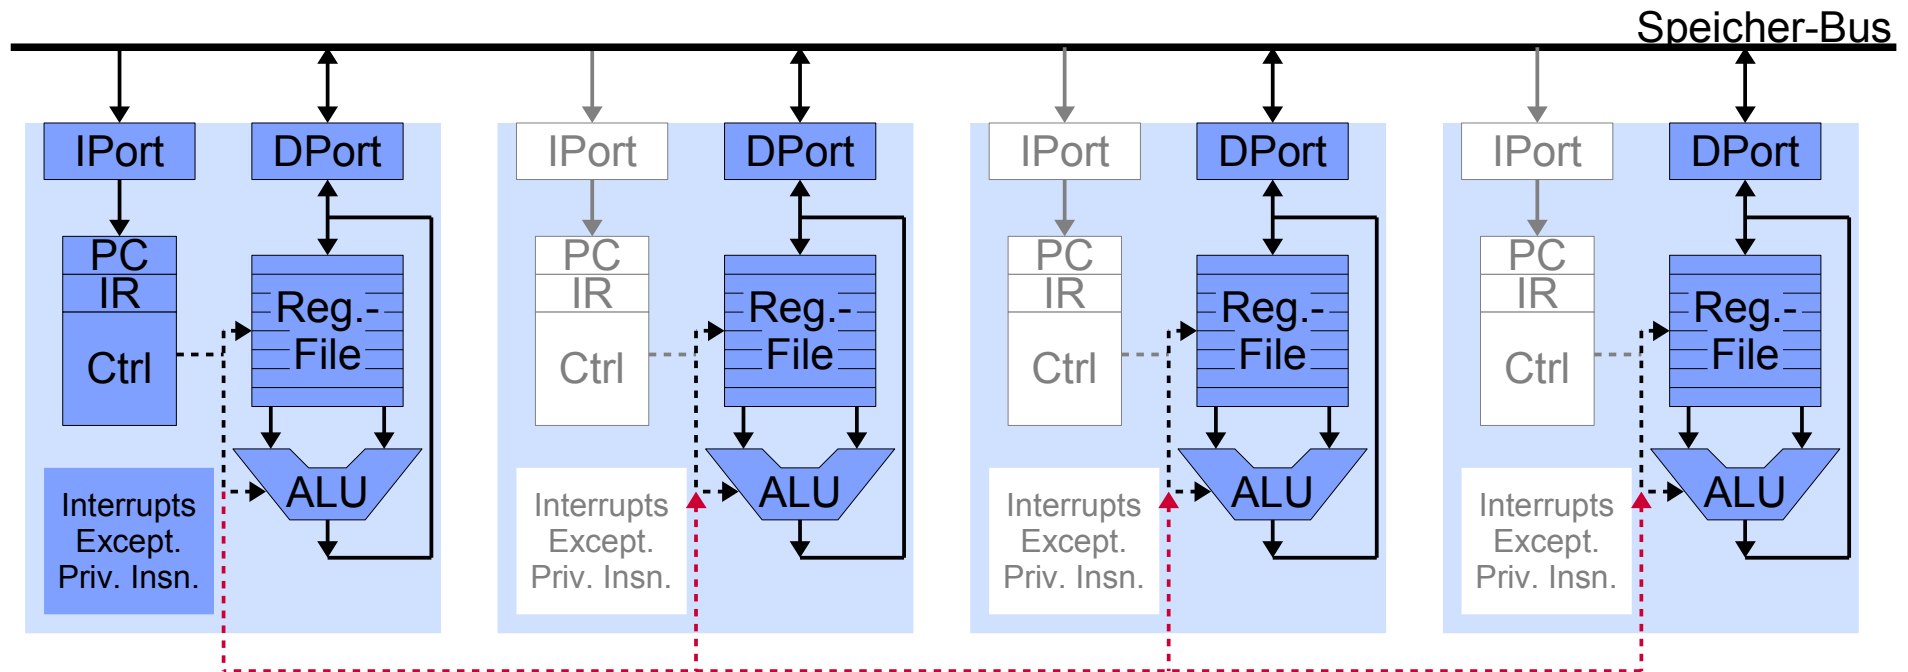 Speicher-Bus
IPort
DPort
PC
IR
Ctrl
Reg.-
File
ALU
Interrupts
Except.
Priv. Insn.
IPort
DPort
PC
IR
Ctrl
Reg.-
File
ALU
Interrupts
Except.
Priv. Insn.
IPort
DPort
PC
IR
Ctrl
Reg.-
File
ALU
Interrupts
Except.
Priv. Insn.
IPort
DPort
PC
IR
Ctrl
Reg.-
File
ALU
Interrupts
Except.
Priv. Insn.